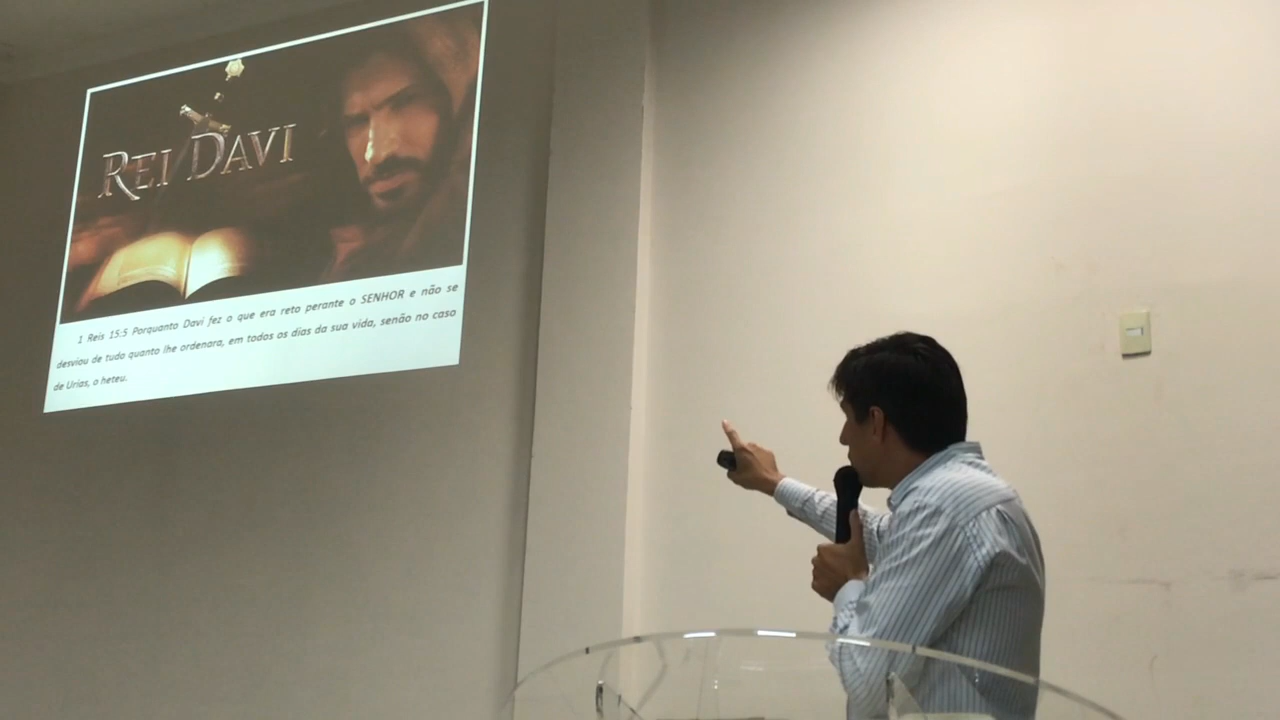 REI DAVI
1 Reis 15:5 Porquanto Davi fez o que era reto perante o SENHOR e não se
desviou de tudo quanto lhe ordenara, em todos os dias da sua vida, senão no caso
de Urias, o heteu.